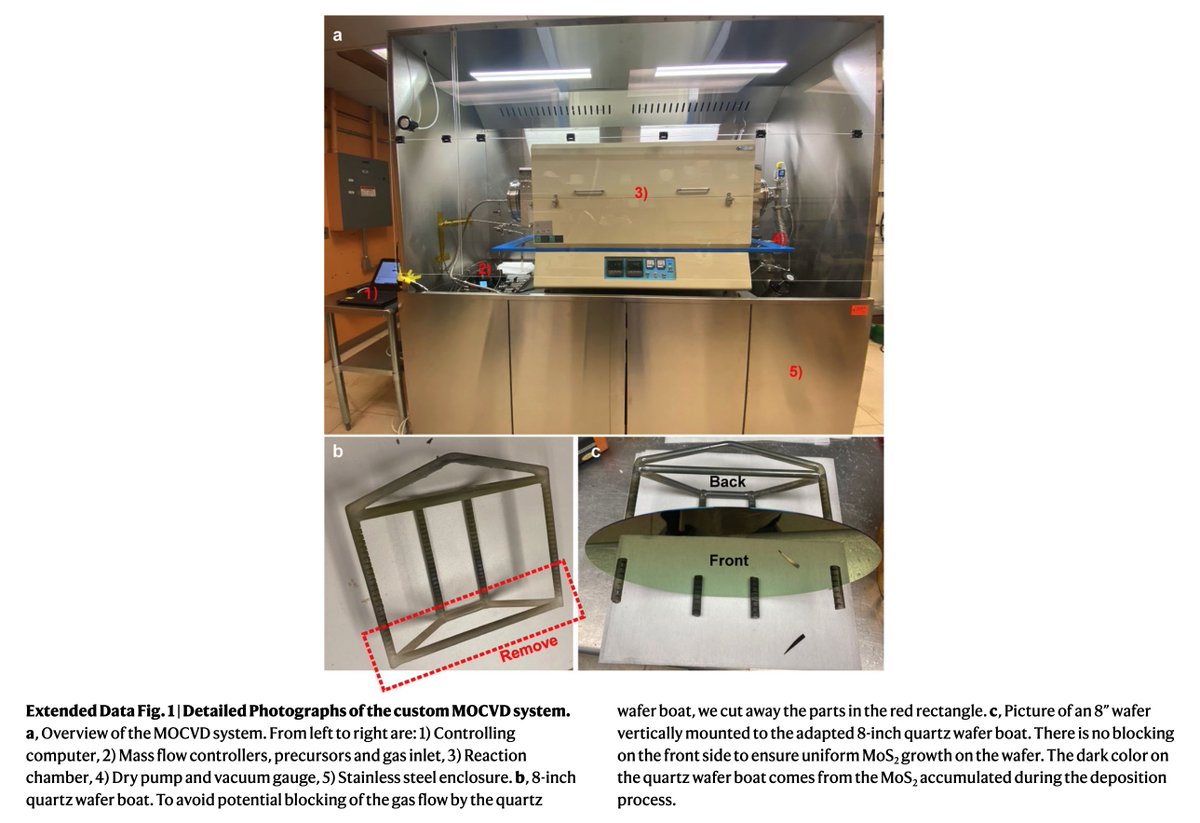 a
3)
2)
1)
5)
b
Remove
c
Back
Front
Extended Data Fig. 1 | Detailed Photographs of the custom MOCVD system.
a, Overview of the MOCVD system. From left to right are: 1) Controlling
computer, 2) Mass flow controllers, precursors and gas inlet, 3) Reaction
chamber, 4) Dry pump and vacuum gauge, 5) Stainless steel enclosure. b, 8-inch
quartz wafer boat. To avoid potential blocking of the gas flow by the quartz
wafer boat, we cut away the parts in the red rectangle. c, Picture of an 8” wafer
vertically mounted to the adapted 8-inch quartz wafer boat. There is no blocking
on the front side to ensure uniform MoS₂ growth on the wafer. The dark color on
the quartz wafer boat comes from the MoS₂ accumulated during the deposition
process.